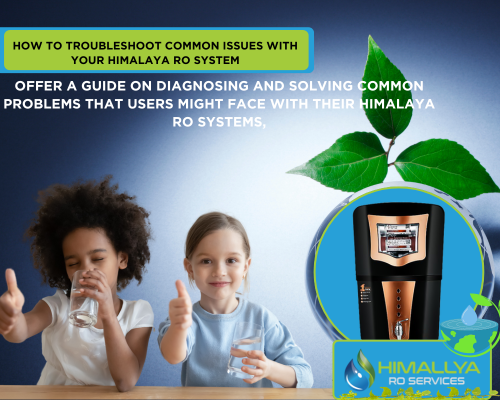 HOW TO TROUBLESHOOT COMMON ISSUES WITH
YOUR HIMALAYA RO SYSTEM
OFFER A GUIDE ON DIAGNOSING AND SOLVING COMMON
PROBLEMS THAT USERS MIGHT FACE WITH THEIR HIMALAYA
RO SYSTEMS,
HIMALLYA
RO SERVICES